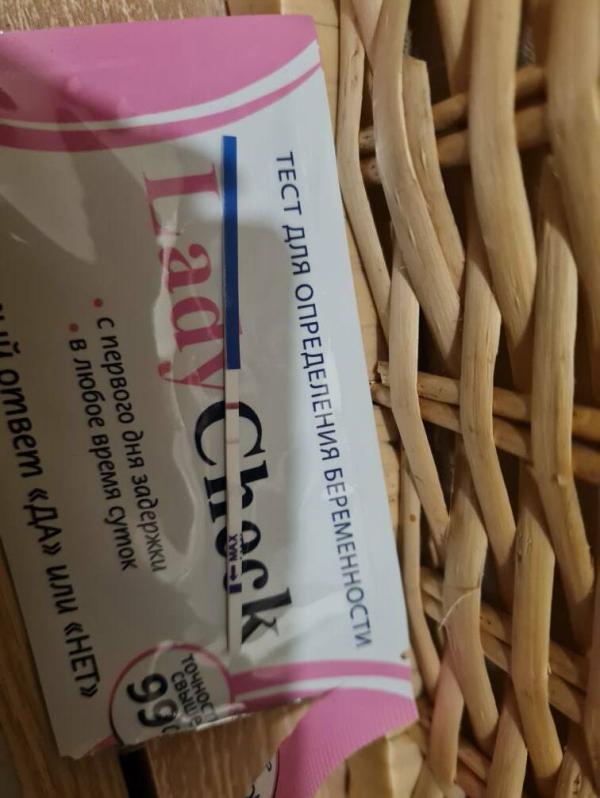 ТЕСТ ДЛЯ ОПРЕДЕЛЕНИЯ БЕРЕМЕННОСТИ
Lady Check
MAX
• с первого дня задержки
• в любое время суток
ответ «ДА» или «НЕТ»
99